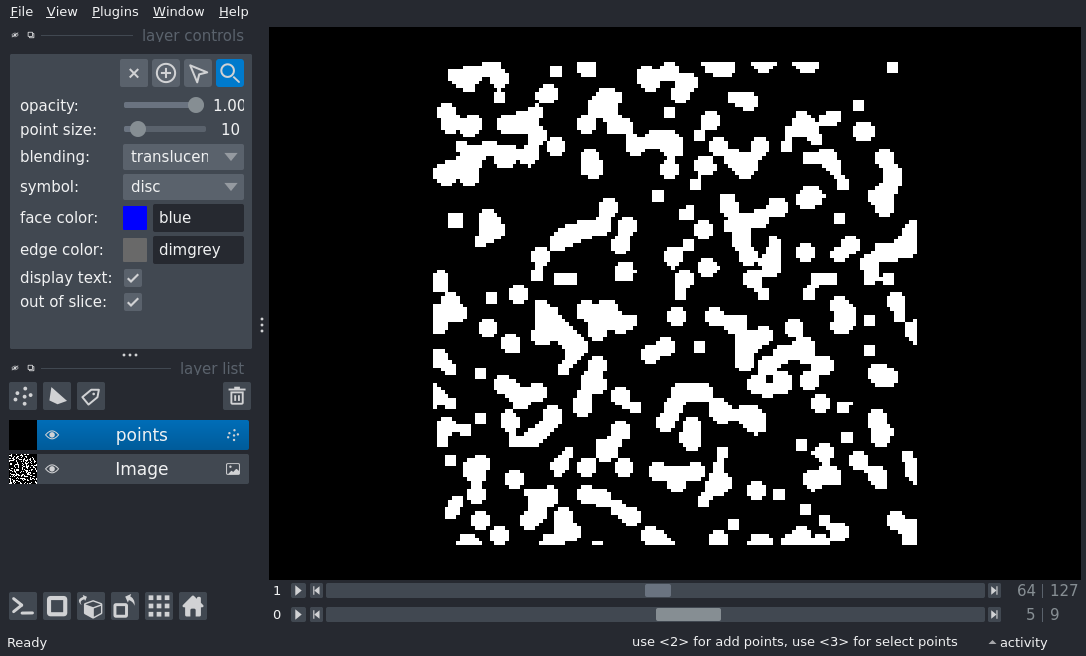 File View Plugins Window Help
layer controls
opacity: 1.00
point size: 10
blending: translucen
symbol: disc
face color: blue
edge color: dimgrey
display text:
out of slice:
layer list
points
Image
1 64 | 127
0 5 | 9
Ready use <2> for add points, use <3> for select points activity